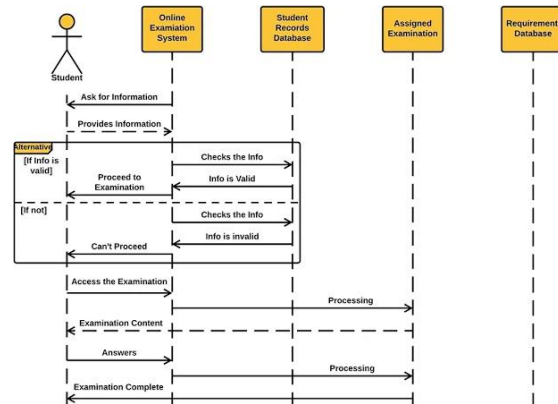 Online
Examiation
System
Student
Records
Database
Assigned
Examination
Requirement
Database
Student
Ask for Information
Provides Information
Alternative
[If Info is
valid]
Checks the Info
Proceed to
Examination
Info is Valid
[If not]
Checks the Info
Info is invalid
Can't Proceed
Access the Examination
Processing
Examination Content
Answers
Processing
Examination Complete